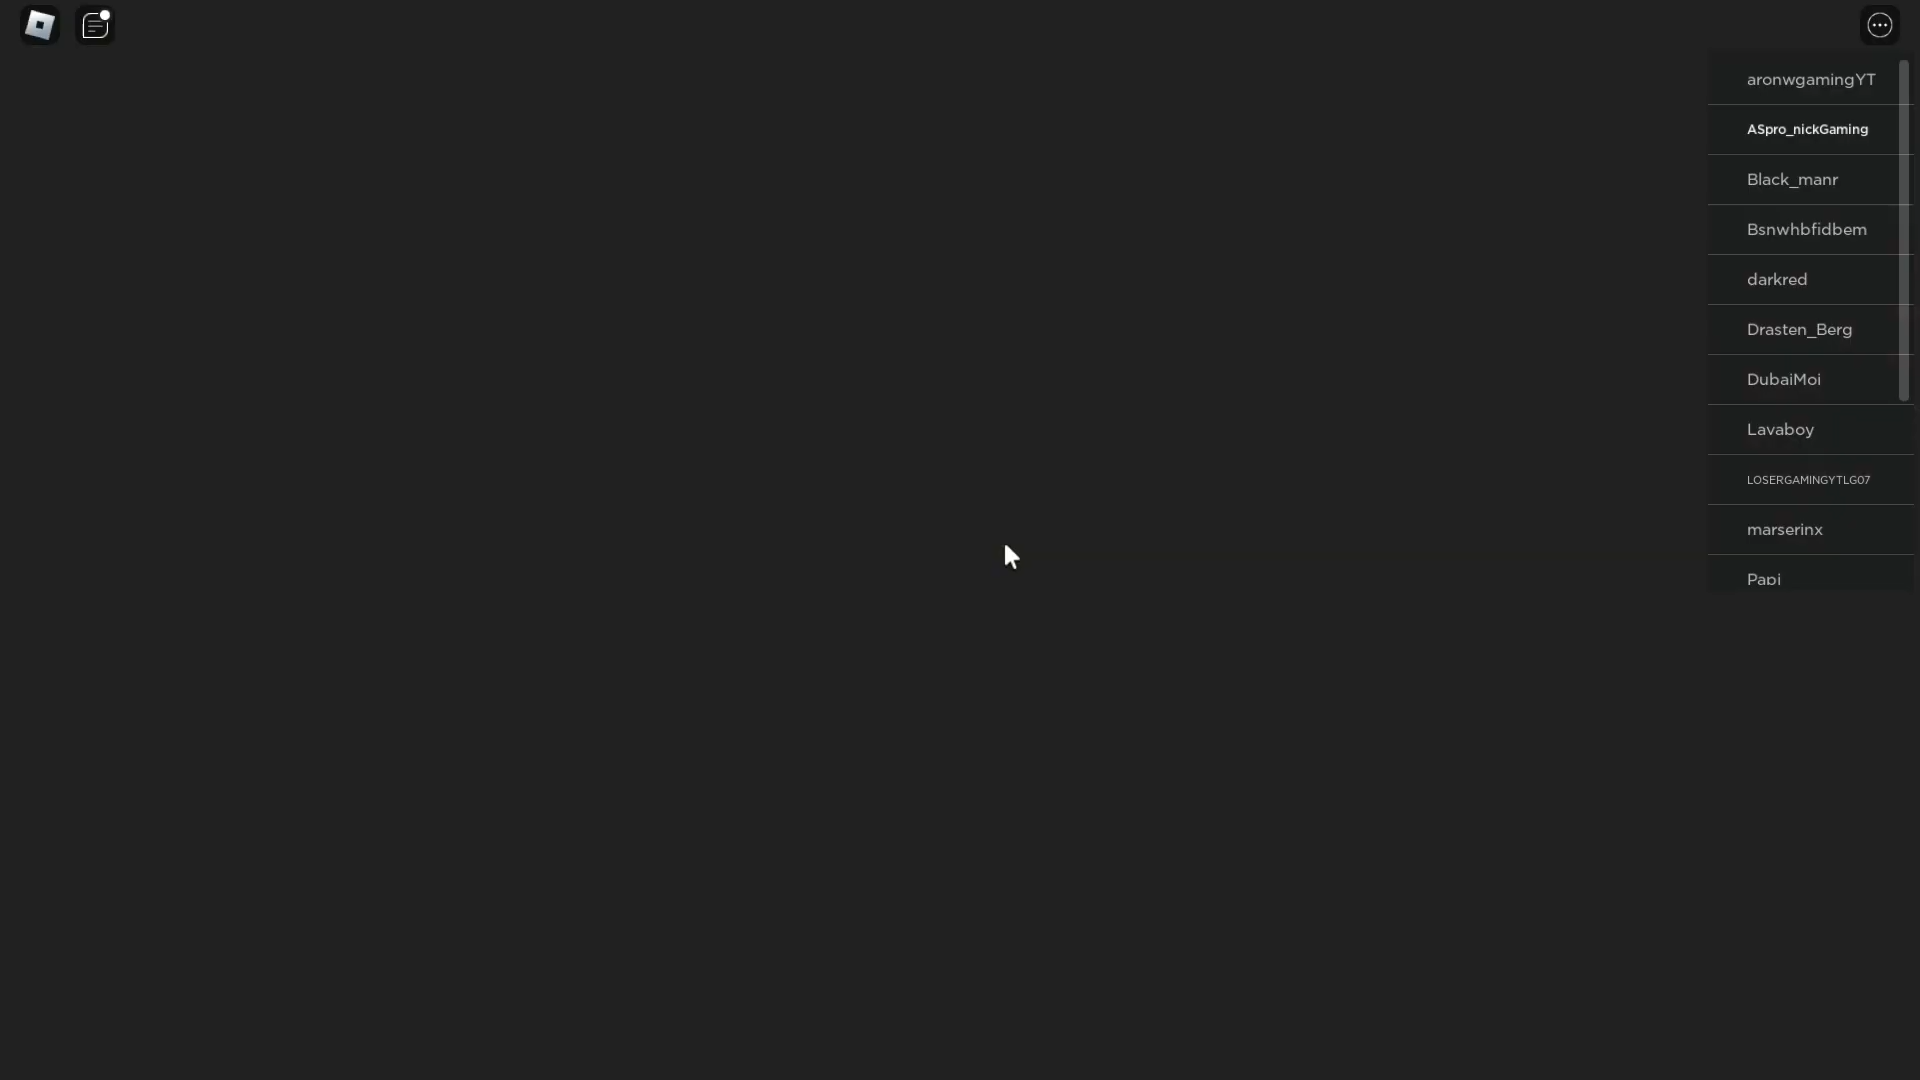 aronwgamingYT
ASpro_nickGaming
Black_manr
Bsnwhbfidbem
darkred
Drasten_Berg
DubaiMoi
Lavaboy
LOSERGAMINGYTLG07
marserinx
Papi